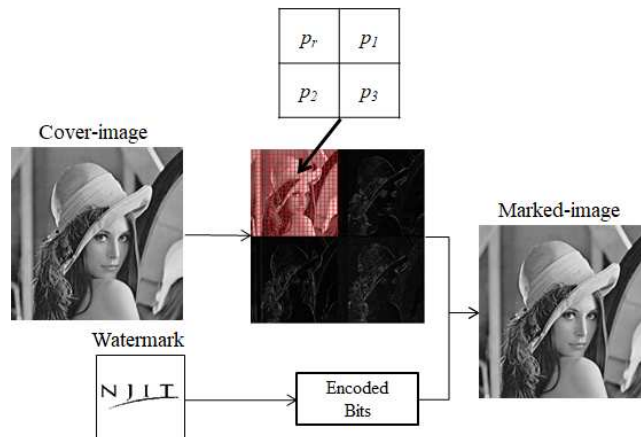 p_r p_1
p_2 p_3
Cover-image
Marked-image
Watermark
NJIT
Encoded
Bits